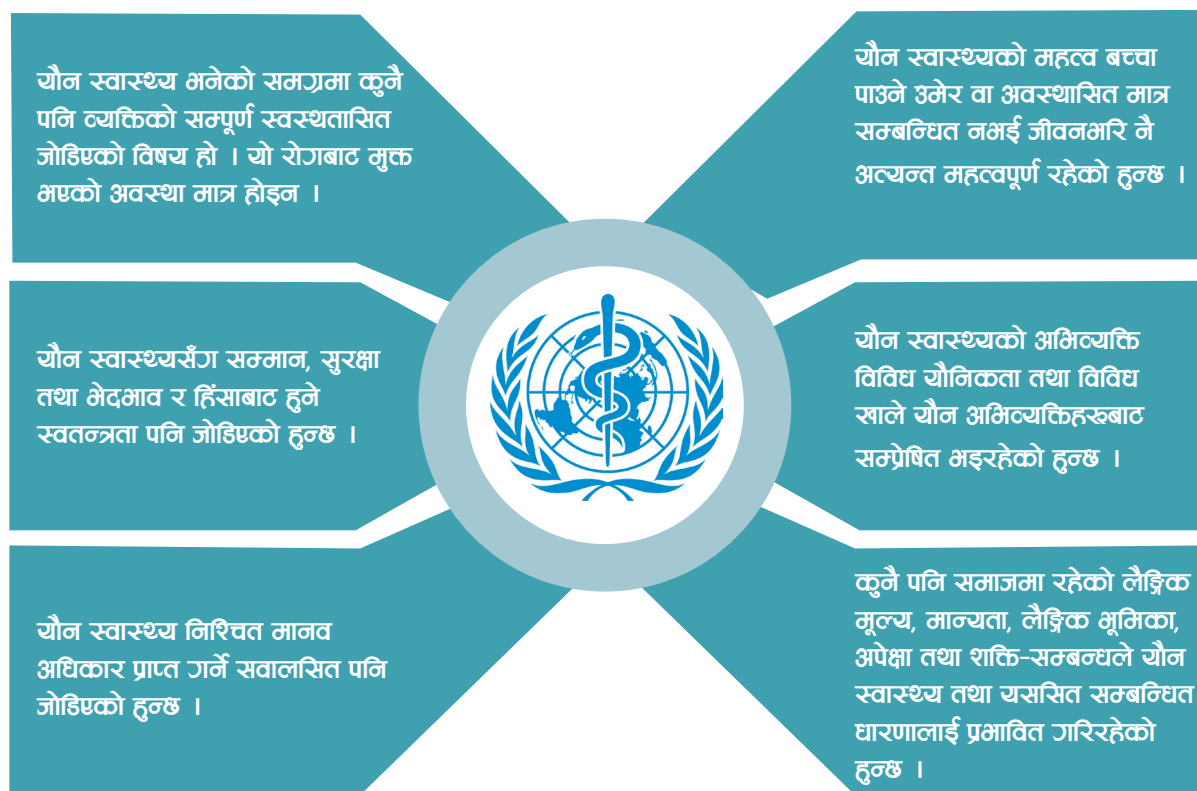 यौन स्वास्थ्य भनेको समग्रमा कुनै
पनि व्यक्तिको सम्पूर्ण स्वस्थतासित
जोडिएको विषय हो । यो रोगबाट मुक्त
भएको अवस्था मात्र होइन ।
यौन स्वास्थ्यको महत्व बच्चा
पाउने उमेर वा अवस्थासित मात्र
सम्बन्धित नभई जीवनभरि नै
अत्यन्त महत्वपूर्ण रहेको हुन्छ ।
यौन स्वास्थ्यसँग सम्मान, सुरक्षा
तथा भेदभाव र हिंसाबाट हुने
स्वतन्त्रता पनि जोडिएको हुन्छ ।
यौन स्वास्थ्यको अभिव्यक्ति
विविध यौनिकता तथा विविध
खाले यौन अभिव्यक्तिहरुबाट
सम्प्रेषित भइरहेको हुन्छ ।
यौन स्वास्थ्य निश्चित मानव
अधिकार प्राप्त गर्ने सवालसित पनि
जोडिएको हुन्छ ।
कुनै पनि समाजमा रहेको लैङ्गिक
मूल्य, मान्यता, लैङ्गिक भूमिका,
अपेक्षा तथा शक्ति-सम्बन्धले यौन
स्वास्थ्य तथा यससित सम्बन्धित
धारणालाई प्रभावित गरिरहेको
हुन्छ ।